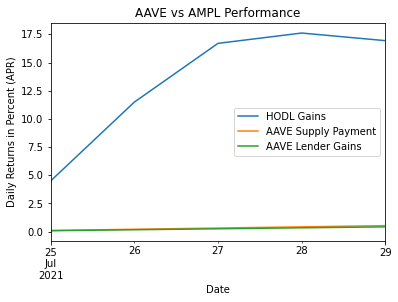 AAVE vs AMPL Performance
Daily Returns in Percent (APR)
17.5
15.0
12.5
10.0
7.5
5.0
2.5
0.0
HODL Gains
AAVE Supply Payment
AAVE Lender Gains
25 26 27 28 29
Jul
2021
Date